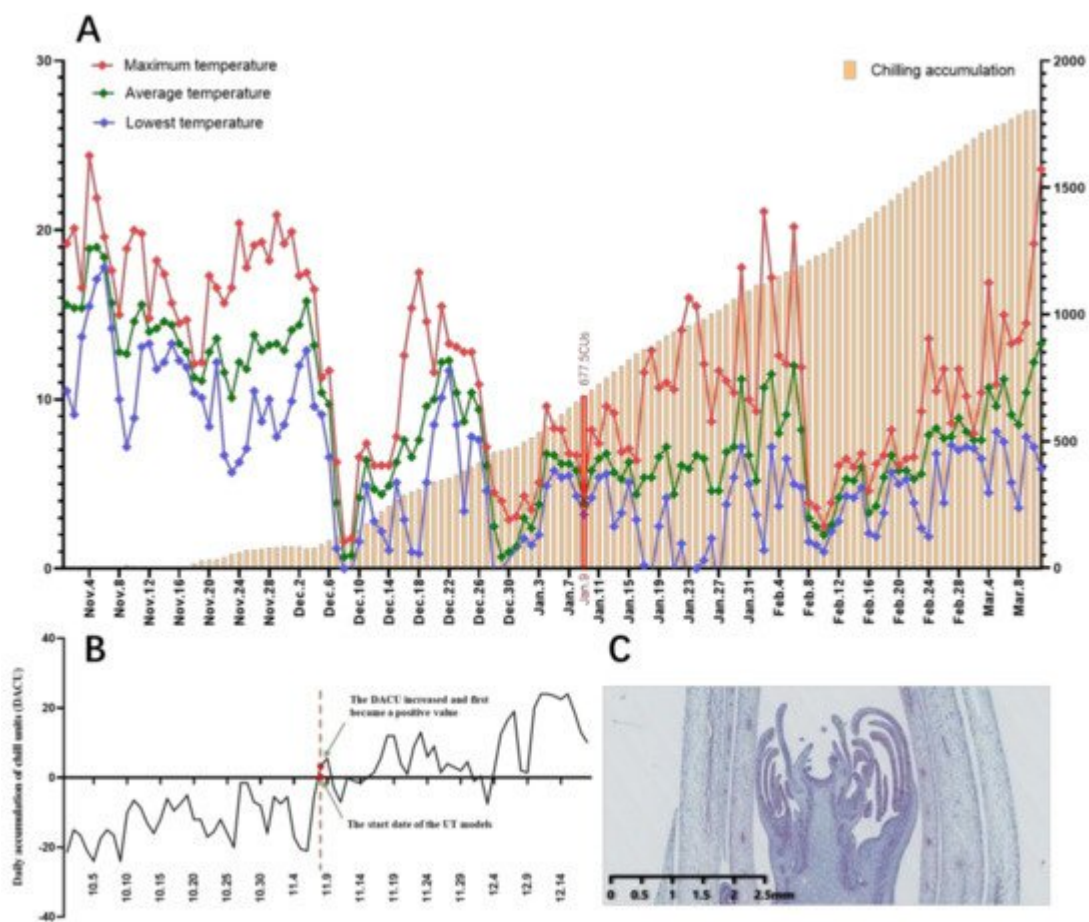 A
30
2000
Maximum temperature
Average temperature
Lowest temperature
Chilling accumulation
20
1500
1000
10
500
0
0
677.5CUs
Nov.4
Nov.8
Nov.12
Nov.16
Nov.20
Nov.24
Nov.28
Dec.2
Dec.6
Dec.10
Dec.14
Dec.18
Dec.22
Dec.26
Dec.30
Jan.3
Jan.7
Jan.9
Jan.11
Jan.15
Jan.19
Jan.23
Jan.27
Jan.31
Feb.4
Feb.8
Feb.12
Feb.16
Feb.20
Feb.24
Feb.28
Mar.4
Mar.8
B
Daily accumulation of chill units (DACU)
40
20
0
-20
-40
The DACU increased and first
became a positive value
The start date of the UT models
10.5
10.10
10.15
10.20
10.25
10.30
11.4
11.9
11.14
11.19
11.24
11.29
12.4
12.9
12.14
C
0 0.5 1 1.5 2 2.5mm